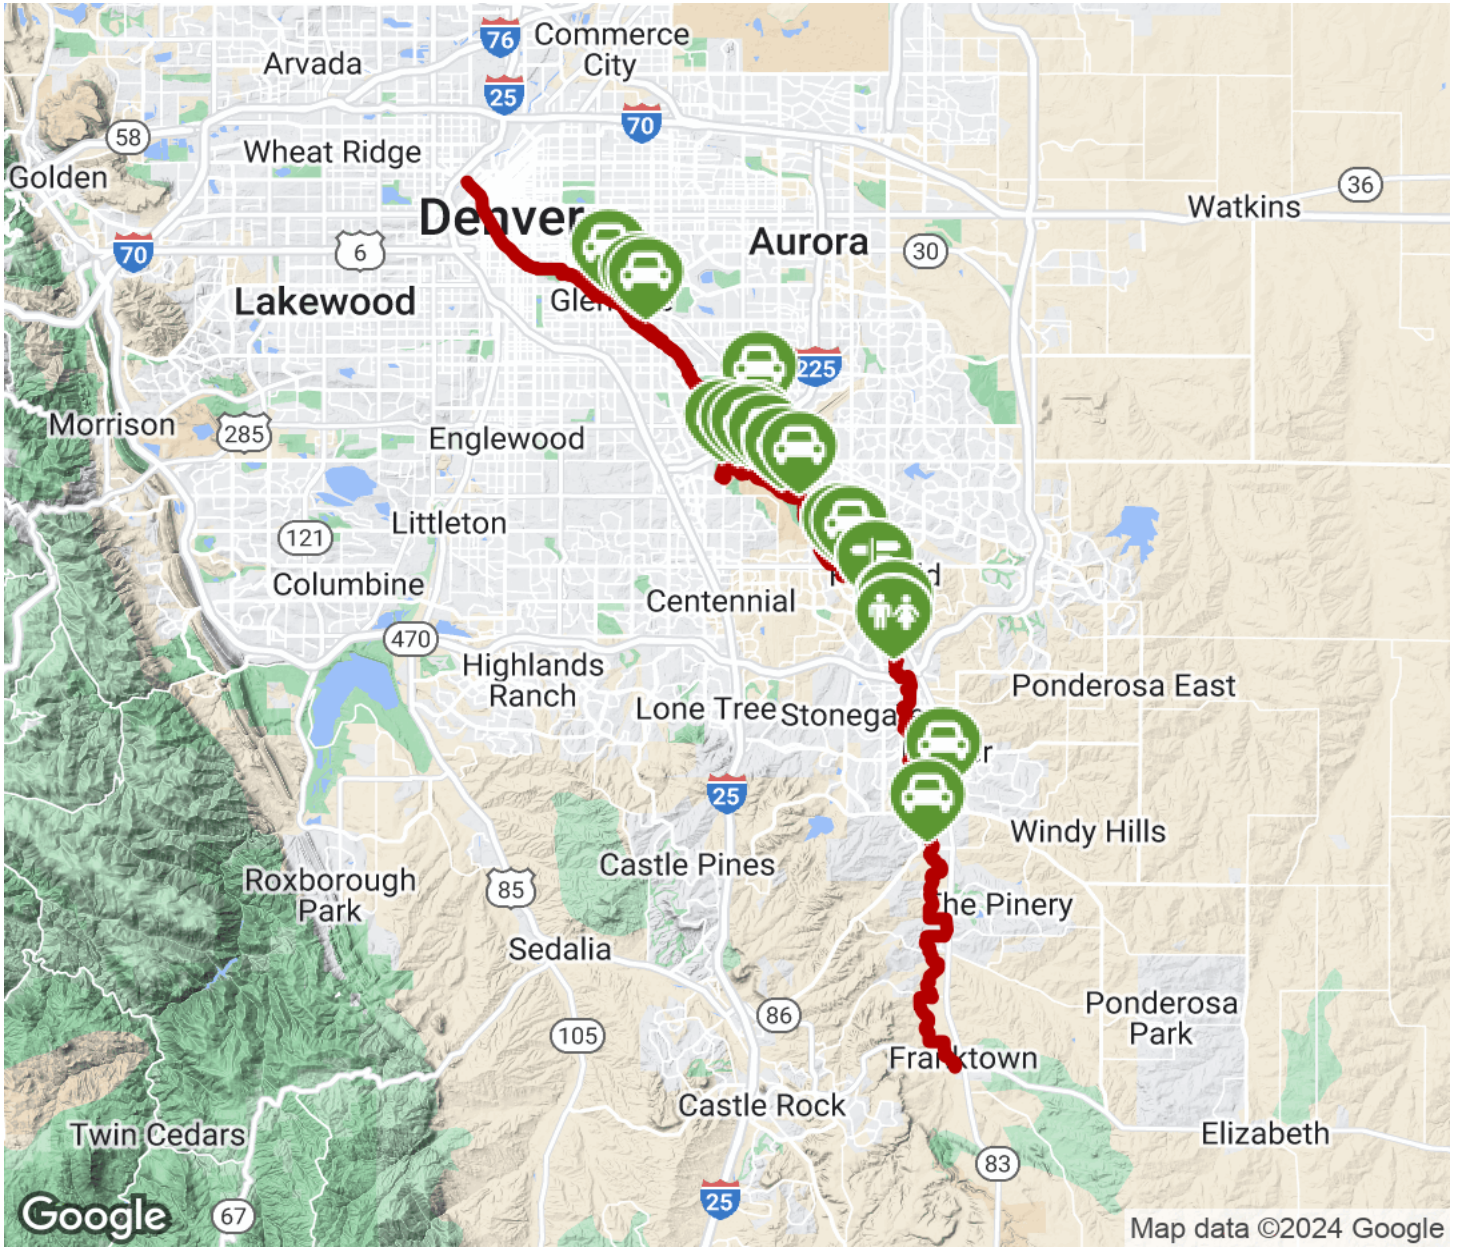 76
Commerce
City
Arvada
25
70
58
Wheat Ridge
Golden
36
Watkins
Denver
Aurora
70
6
30
Lakewood
225
Morrison
285
Englewood
Littleton
121
Columbine
Centennial
470
Highlands
Ranch
Ponderosa East
Lone Tree
25
Windy Hills
Castle Pines
Roxborough
Park
85
The Pinery
Sedalia
Ponderosa
Park
86
105
Franktown
Castle Rock
Twin Cedars
Elizabeth
83
25
67
Google
Map data ©2024 Google